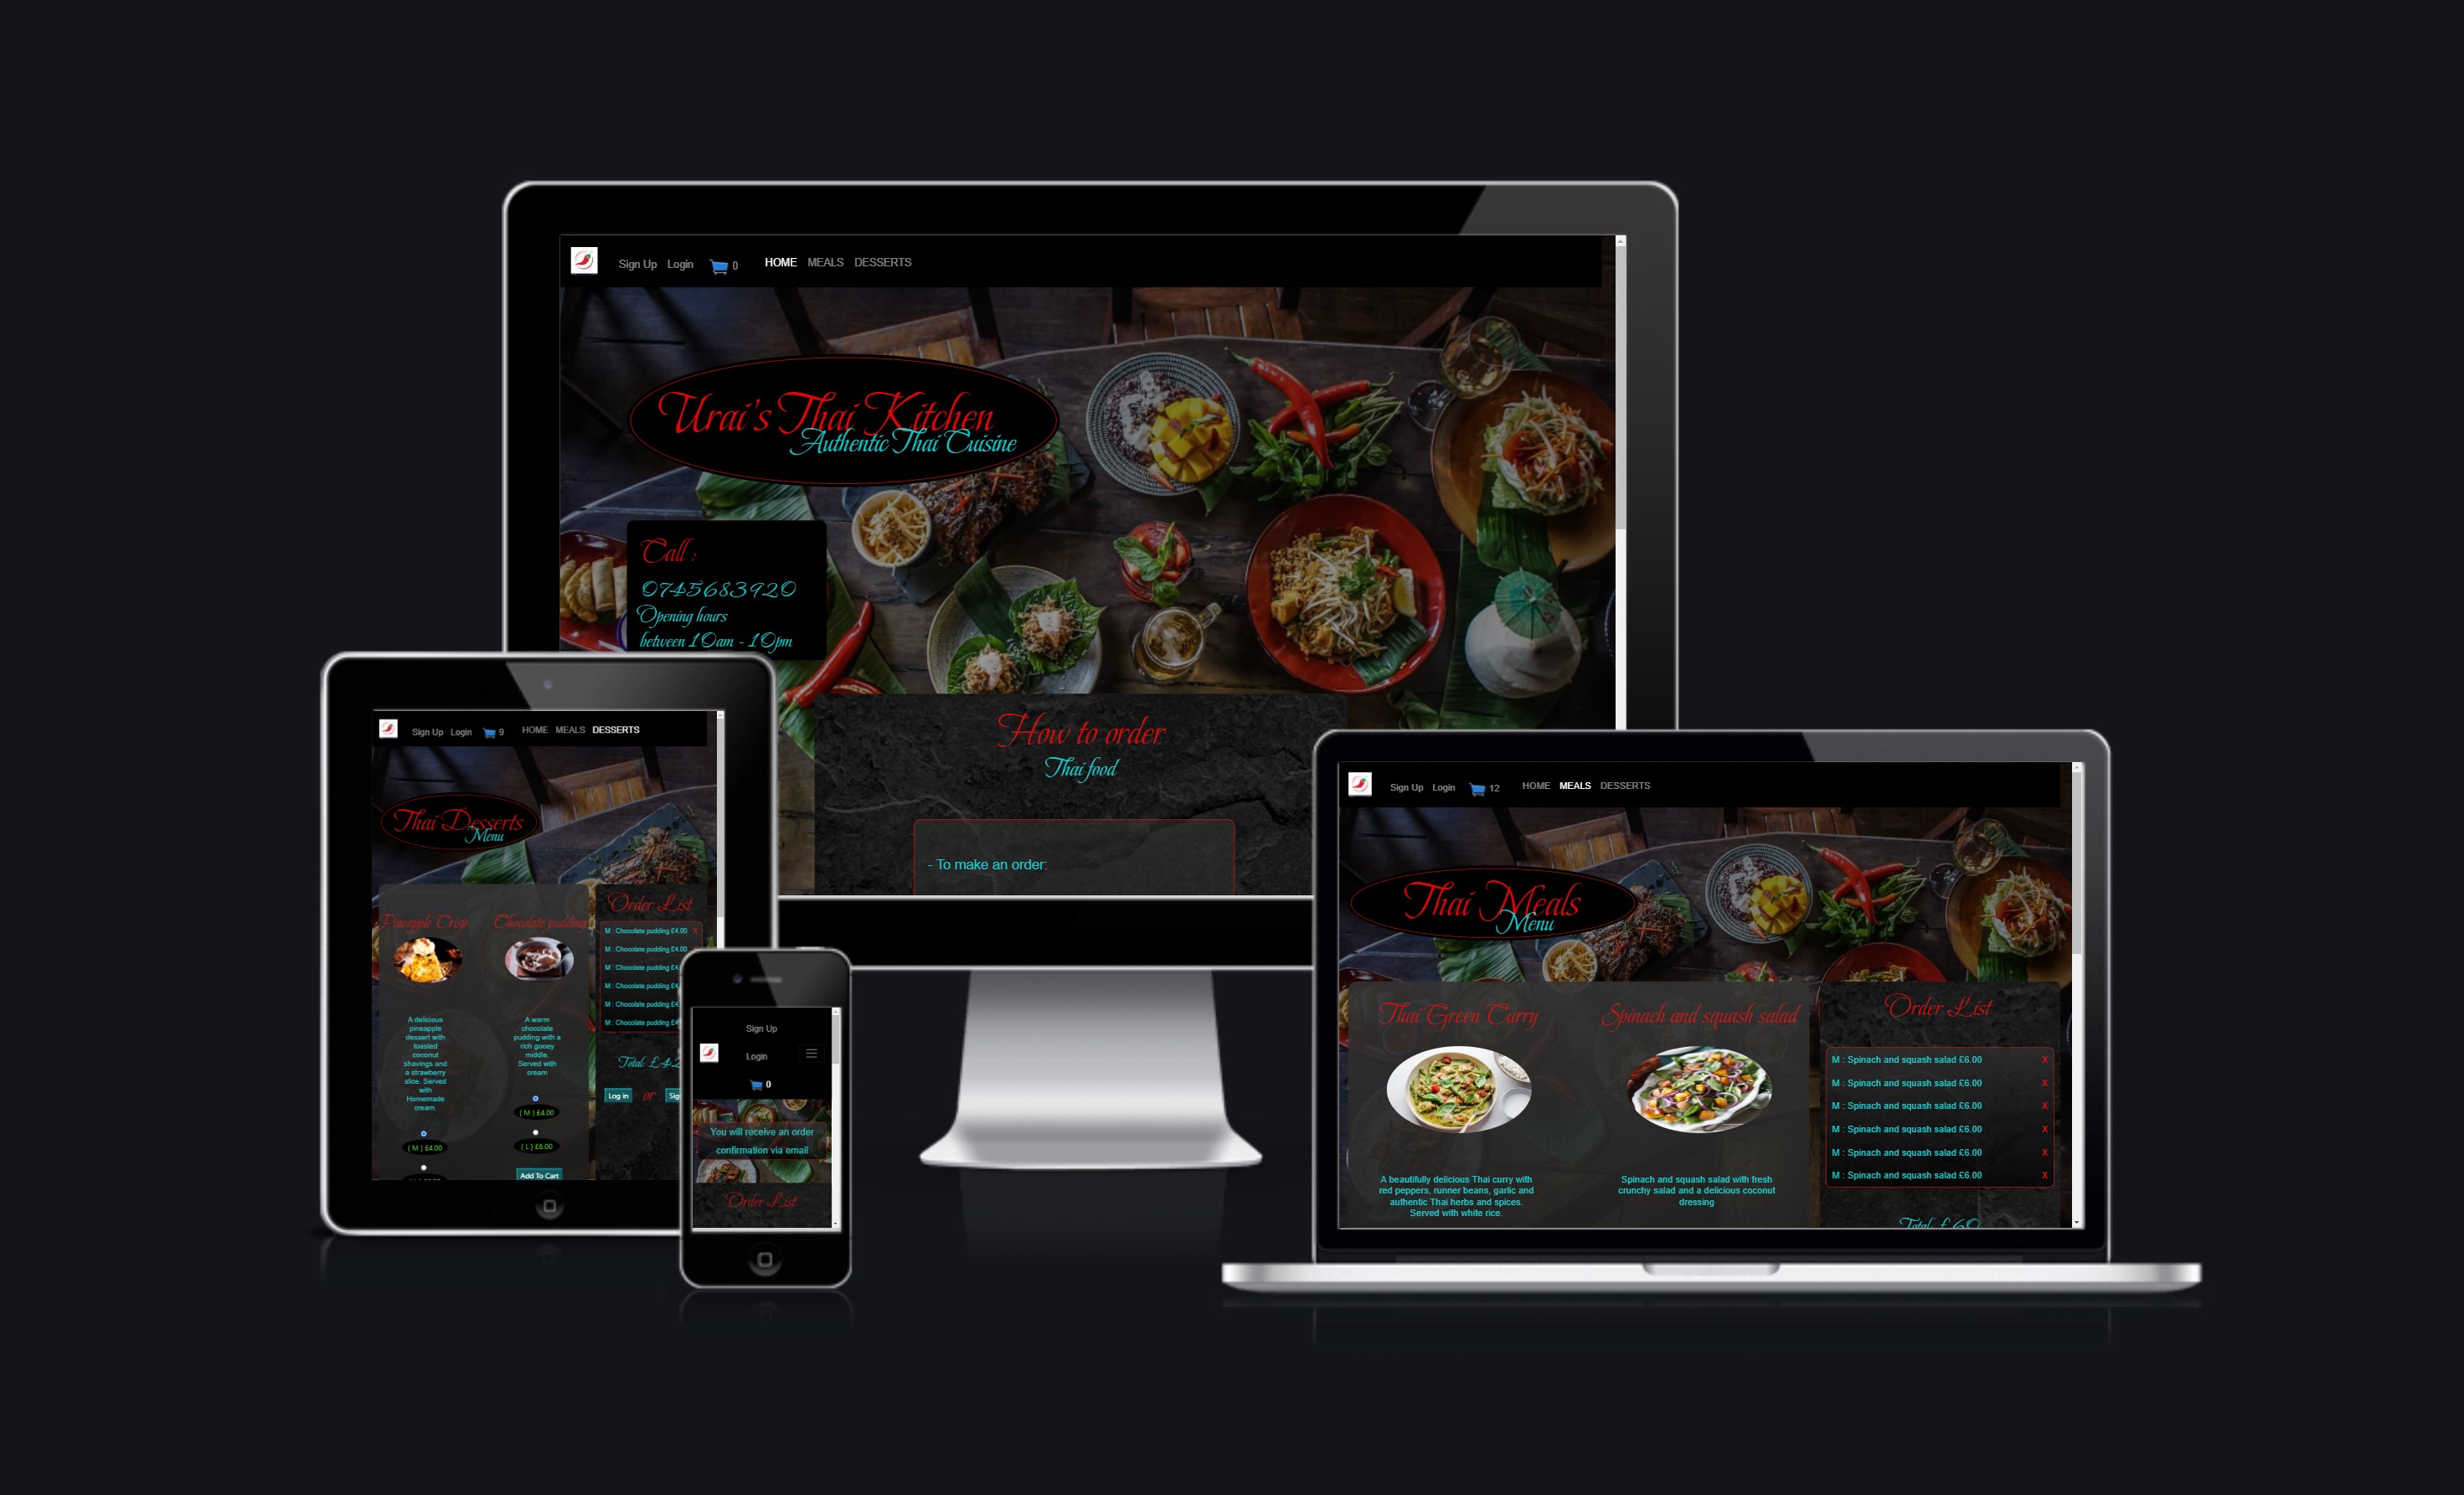 Sign Up Login 0 HOME MEALS DESSERTS
Urai's Thai Kitchen
Authentic Thai Cuisine
Call :
0745683920
Opening hours
between 10am - 10pm
How to order
Thai food
- To make an order:
Sign Up Login 9 HOME MEALS DESSERTS
Thai Desserts
Menu
Pineapple Crisp
A delicious
pineapple
dessert with
toasted
coconut
shavings and
a strawberry
slice. Served
with
Homemade
cream.
( M ) £4.00
Chocolate pudding
A warm
chocolate
pudding with a
rich gooey
middle.
Served with
cream
( M ) £4.00
( L ) £6.00
Add To Cart
Order List
M : Chocolate pudding £4.00 X
M : Chocolate pudding £4.00
M : Chocolate pudding £4
M : Chocolate pudding £4
M : Chocolate pudding £4
M : Chocolate pudding £4
Total: £42
Log in or Sig
Sign Up
Login
0
You will receive an order
confirmation via email
Order List
Sign Up Login 12 HOME MEALS DESSERTS
Thai Meals
Menu
Thai Green Curry
A beautifully delicious Thai curry with
red peppers, runner beans, garlic and
authentic Thai herbs and spices.
Served with white rice.
Spinach and squash salad
Spinach and squash salad with fresh
crunchy salad and a delicious coconut
dressing
Order List
M : Spinach and squash salad £6.00 X
M : Spinach and squash salad £6.00 X
M : Spinach and squash salad £6.00 X
M : Spinach and squash salad £6.00 X
M : Spinach and squash salad £6.00 X
M : Spinach and squash salad £6.00 X
Total: £60